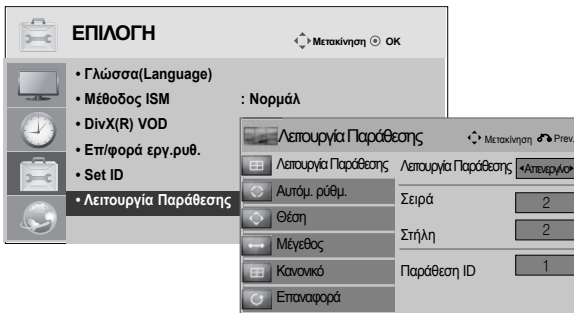 ΕΠΙΛΟΓΗ
Μετακίνηση OK
• Γλώσσα(Language)
• Μέθοδος ISM : Νορμάλ
• DivX(R) VOD
• Επ/φορά εργ.ρυθ.
• Set ID
• Λειτουργία Παράθεσης
Λειτουργία Παράθεσης
Μετακίνηση Prev.
Λειτουργία Παράθεσης
Αυτόμ. ρύθμ.
Θέση
Μέγεθος
Κανονικό
Επαναφορά
Λειτουργία Παράθεσης ◄Απενεργ/νο►
Σειρά 2
Στήλη 2
Παράθεση ID 1